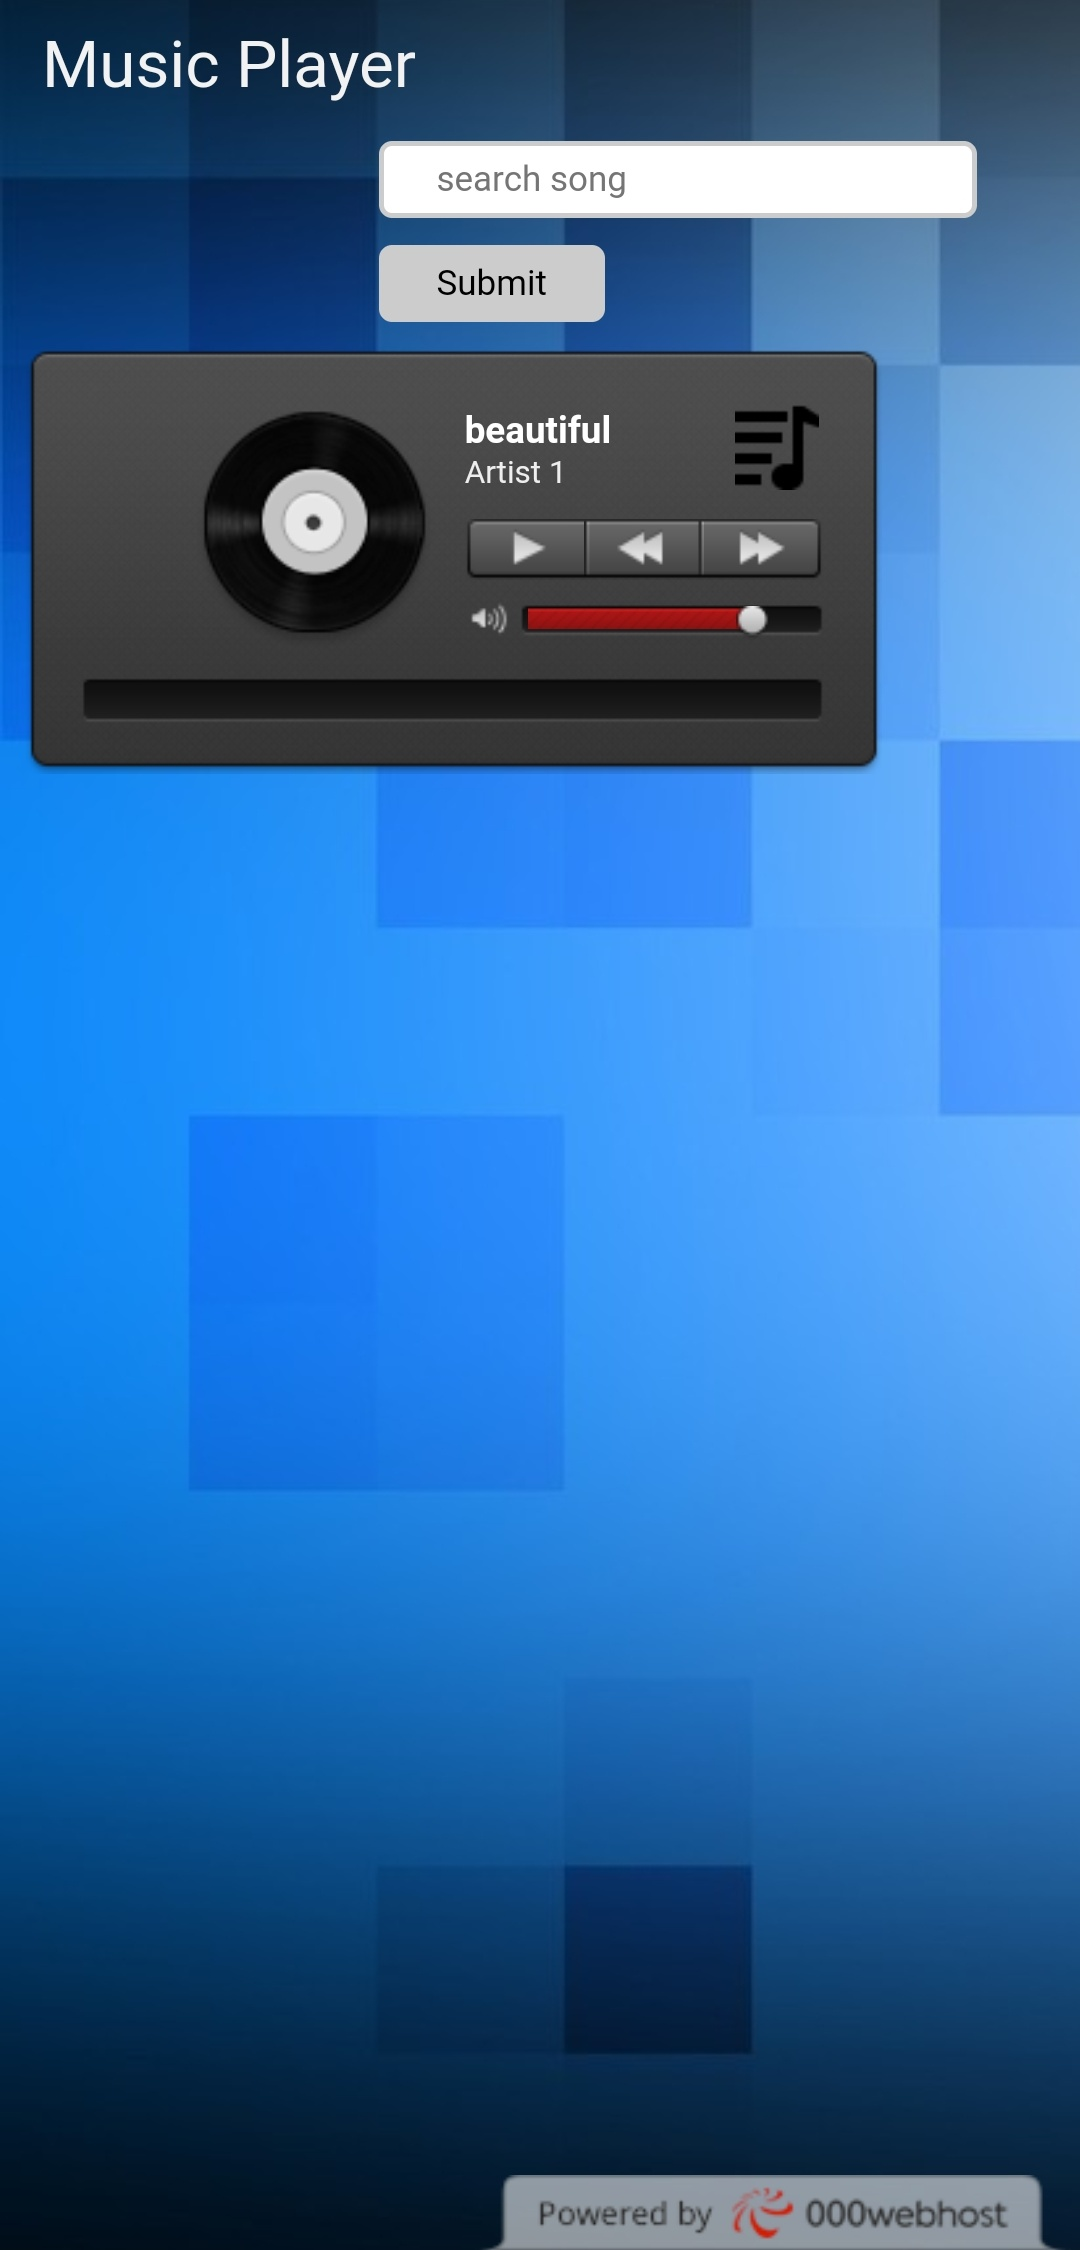 Music Player
search song
Submit
beautiful
Artist 1
Powered by 000webhost